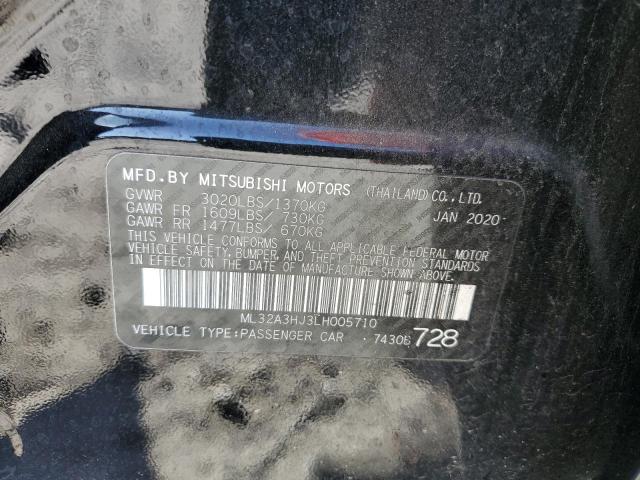 MFD.BY MITSUBISHI MOTORS (THAILAND) CO.,LTD.
GVWR 3020LBS/1370KG
GAWR FR 1609LBS/ 730KG JAN 2020
GAWR RR 1477LBS/ 670KG
THIS VEHICLE CONFORMS TO ALL APPLICABLE FEDERAL MOTOR
VEHICLE SAFETY, BUMPER, AND THEFT PREVENTION STANDARDS
IN EFFECT ON THE DATE OF MANUFACTURE SHOWN ABOVE.
ML32A3HJ3LH005710
VEHICLE TYPE:PASSENGER CAR 7430B 728